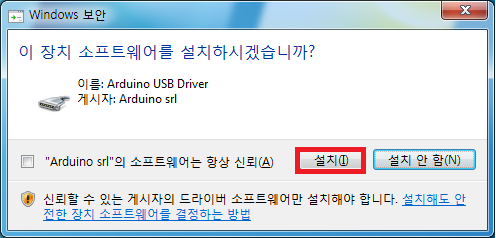 Windows 보안
이 장치 소프트웨어를 설치하시겠습니까?
이름: Arduino USB Driver
게시자: Arduino srl
"Arduino srl"의 소프트웨어는 항상 신뢰(A)
설치(I)
설치 안 함(N)
신뢰할 수 있는 게시자의 드라이버 소프트웨어만 설치해야 합니다. 설치해도 안
전한 장치 소프트웨어를 결정하는 방법